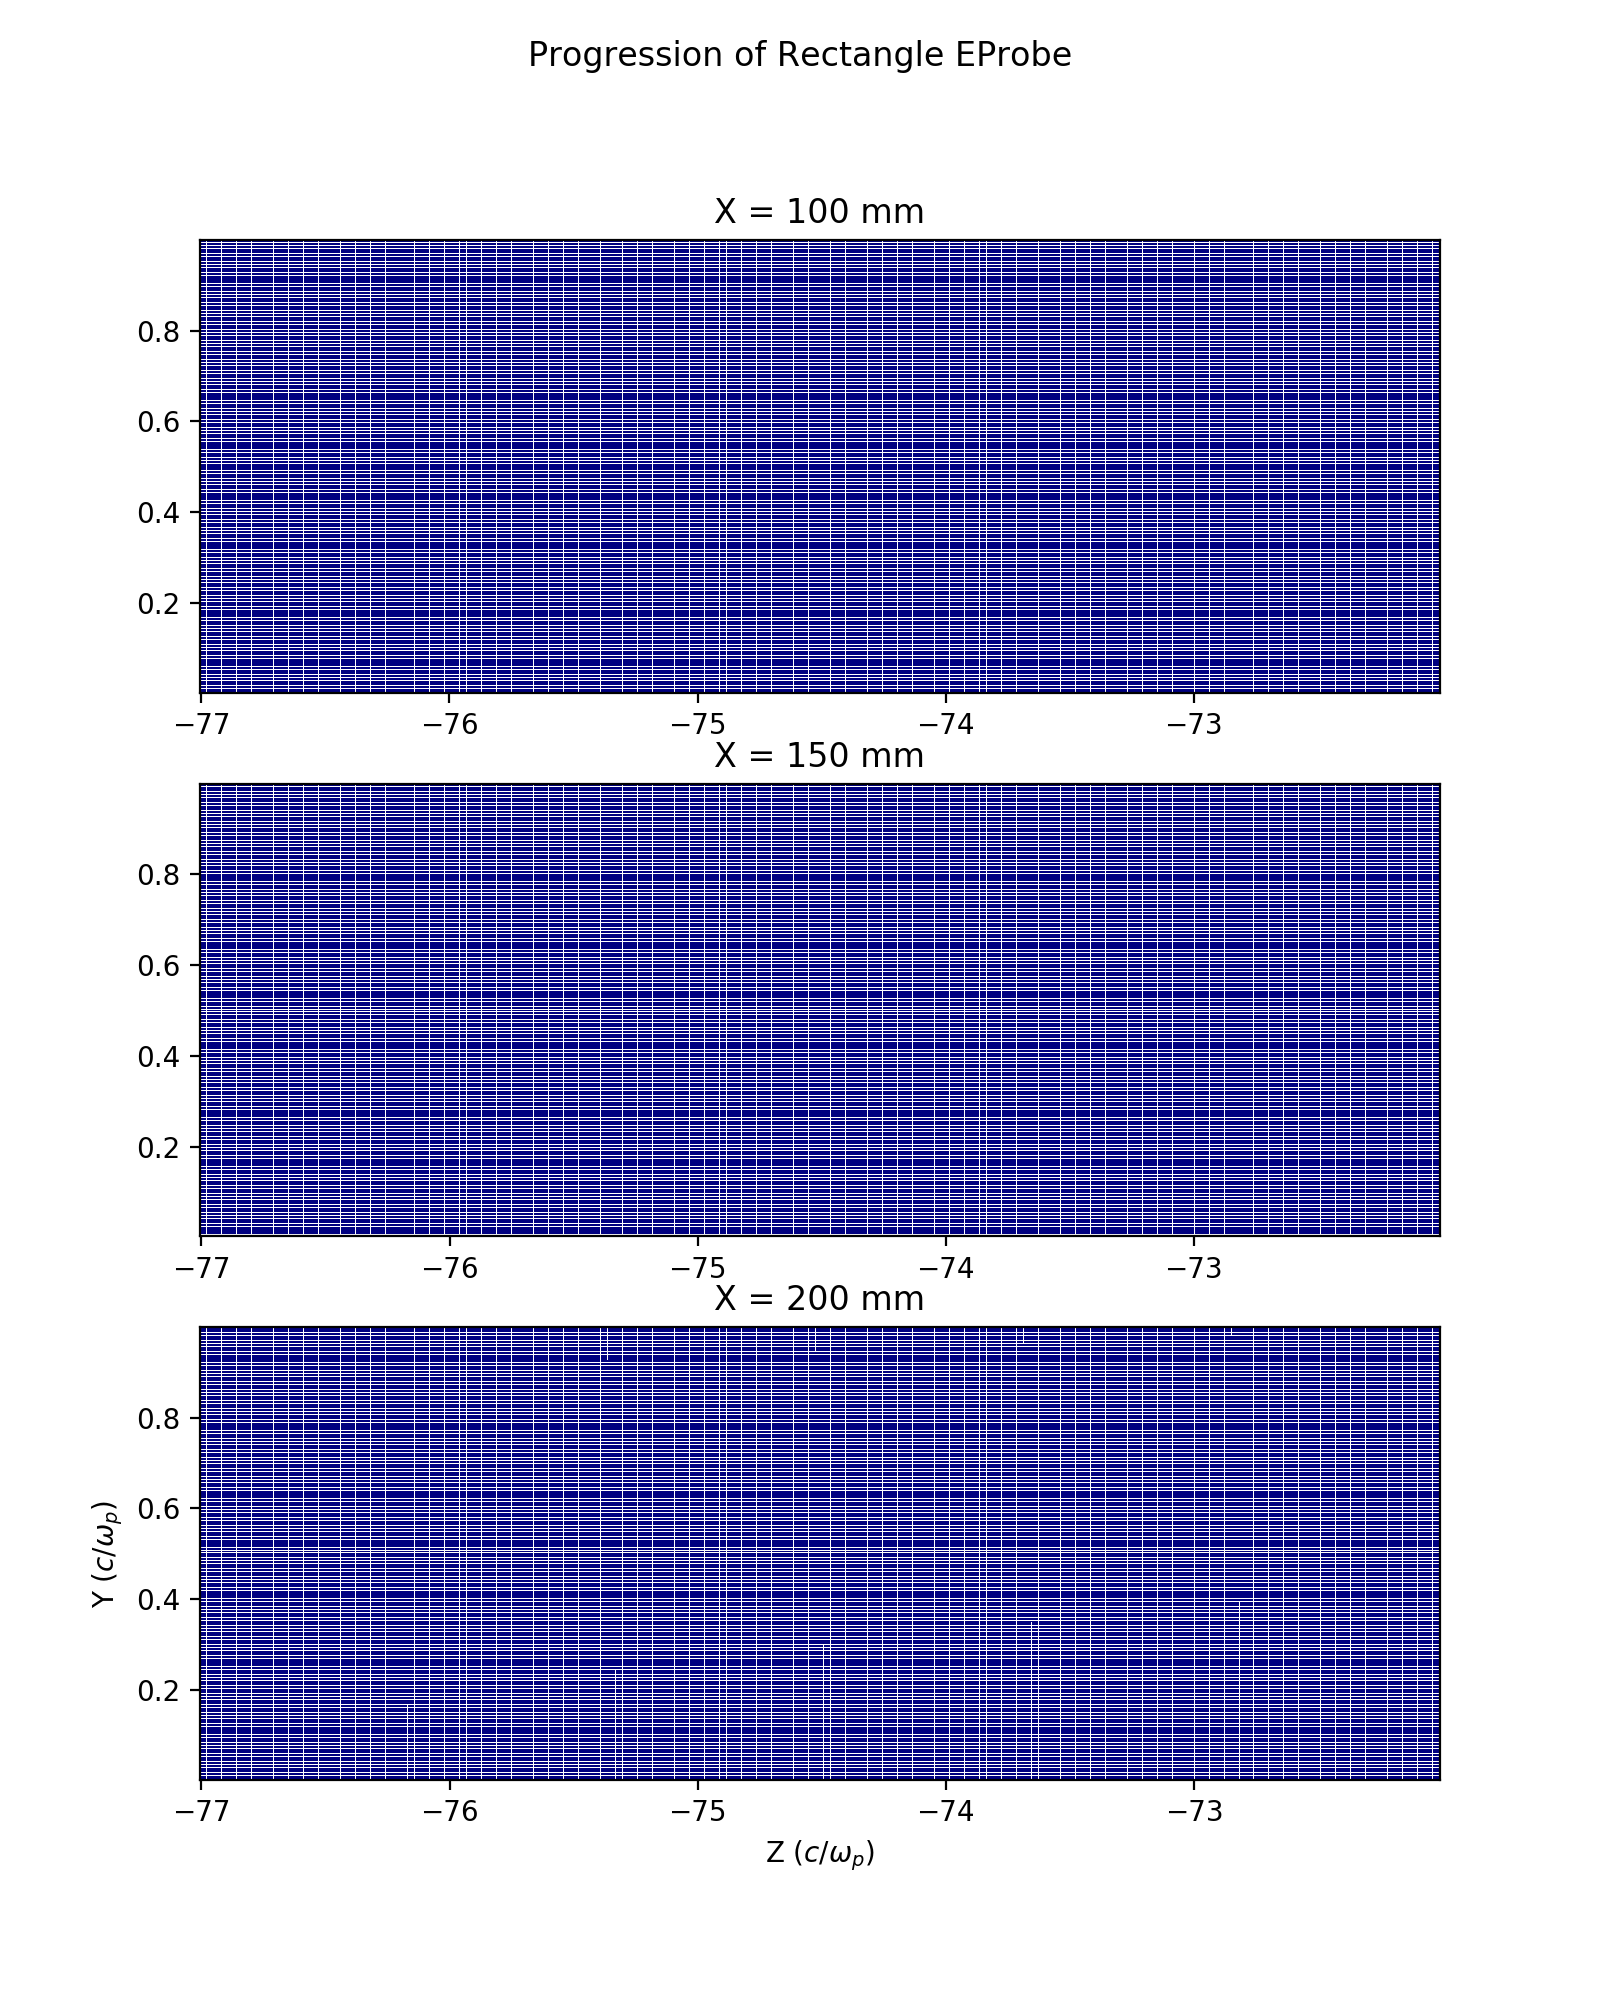 Progression of Rectangle EProbe
X = 100 mm
0.8
0.6
0.4
0.2
−77 −76 −75 −74 −73
X = 150 mm
0.8
0.6
0.4
0.2
−77 −76 −75 −74 −73
X = 200 mm
0.8
0.6
0.4
0.2
Y (c/ωₚ)
−77 −76 −75 −74 −73
Z (c/ωₚ)